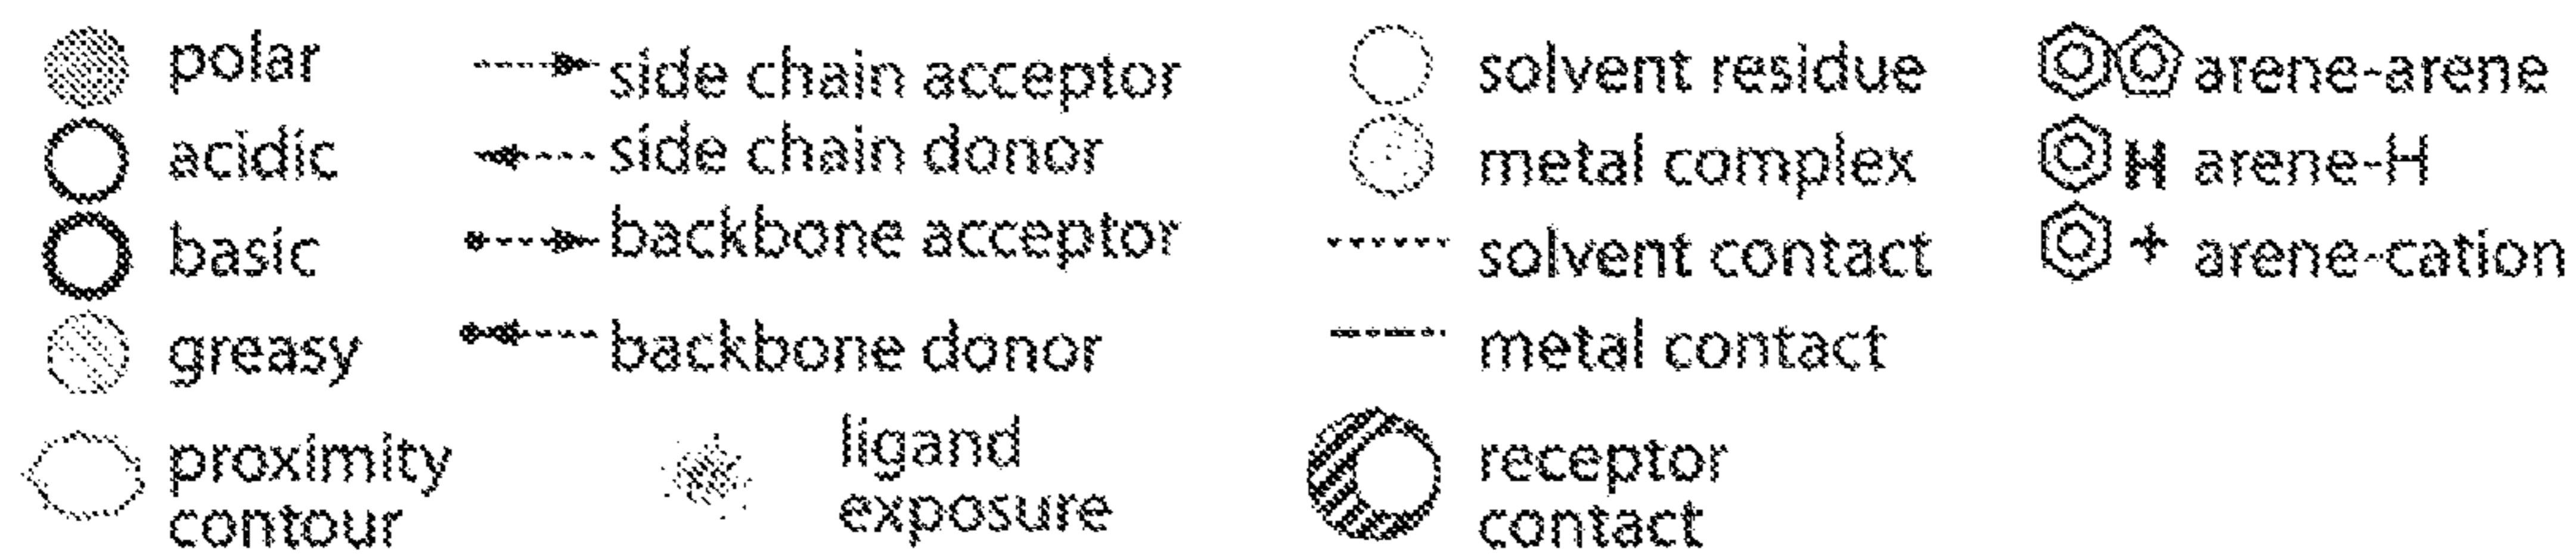 polar
acidic
basic
greasy
proximity
contour
side chain acceptor
side chain donor
backbone acceptor
backbone donor
ligand
exposure
solvent residue
metal complex
solvent contact
metal contact
receptor
contact
arene-arene
H arene-H
+ arene-cation